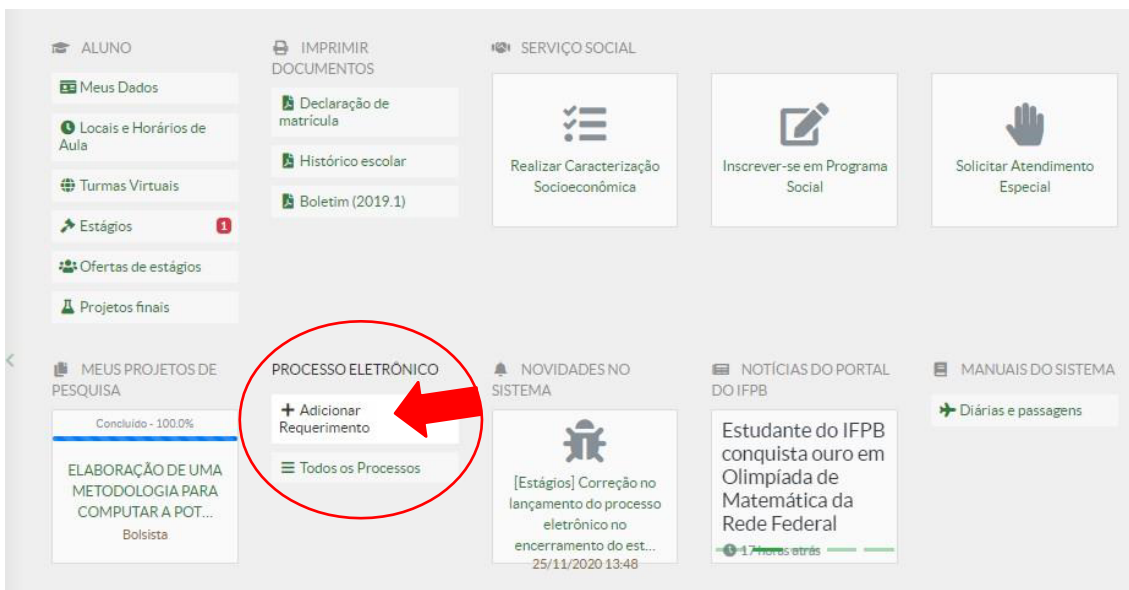 ALUNO
Meus Dados
Locais e Horários de
Aula
Turmas Virtuais
Estágios 1
Ofertas de estágios
Projetos finais
IMPRIMIR
DOCUMENTOS
Declaração de
matrícula
Histórico escolar
Boletim (2019.1)
SERVIÇO SOCIAL
Realizar Caracterização
Socioeconômica
Inscrever-se em Programa
Social
Solicitar Atendimento
Especial
MEUS PROJETOS DE
PESQUISA
Concluído - 100.0%
ELABORAÇÃO DE UMA
METODOLOGIA PARA
COMPUTAR A POT...
Bolsista
PROCESSO ELETRÔNICO
Adicionar
Requerimento
Todos os Processos
NOVIDADES NO
SISTEMA
[Estágios] Correção no
lançamento do processo
eletrônico no
encerramento do est...
25/11/2020 13:48
NOTÍCIAS DO PORTAL
DO IFPB
Estudante do IFPB
conquista ouro em
Olimpíada de
Matemática da
Rede Federal
17 horas atrás
MANUAIS DO SISTEMA
Diárias e passagens